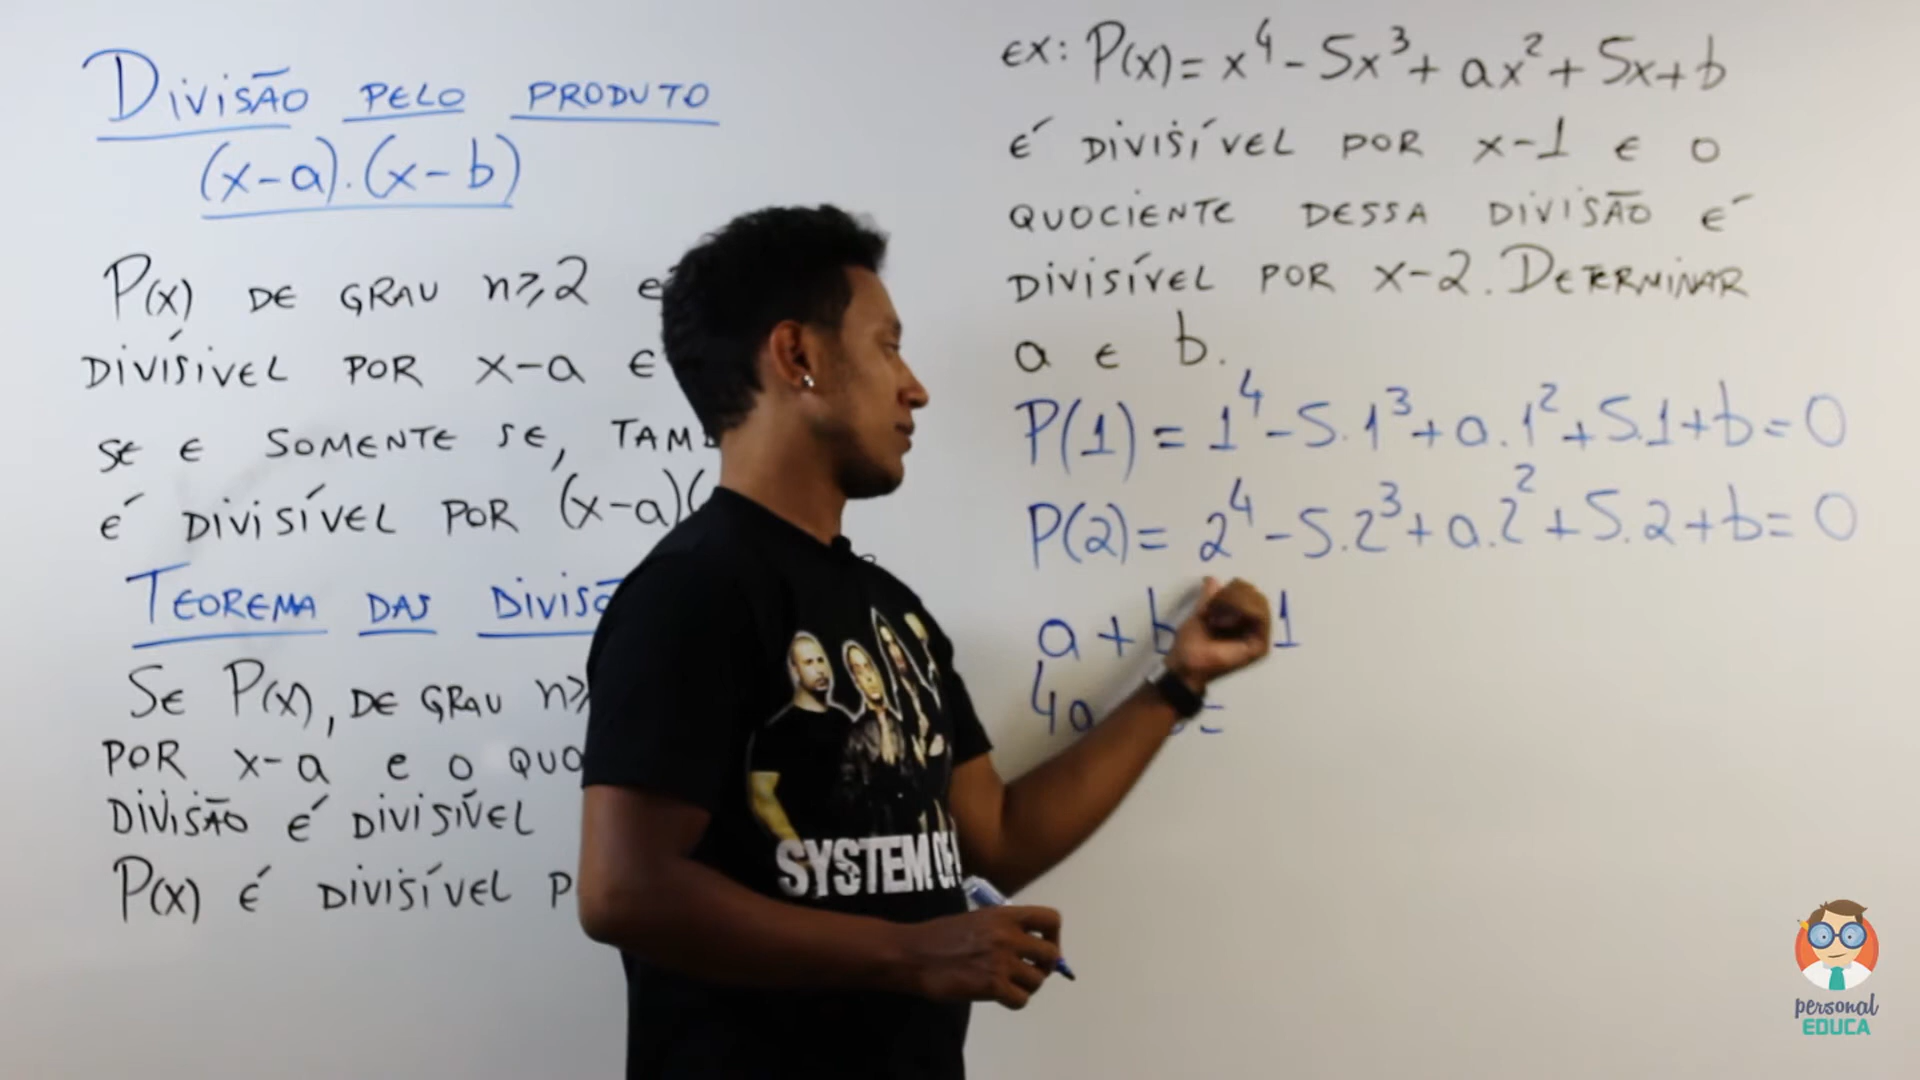 DIVISÃO PELO PRODUTO
(x-a).(x-b)
P(x) DE GRAU n≥2 é
DIVISÍVEL POR x-a E
SE E SOMENTE SE,
É DIVISÍVEL POR (x-a)(
TEOREMA DAS
SE P(x), DE GRAU n≥
POR x-a e o
DIVISÃO É DIVISÍVEL
P(x) É DIVISÍVEL
ex: P(x) = x⁴ - 5x³ + ax² + 5x + b
É DIVISÍVEL POR x-1 E O
QUOCIENTE DESSA DIVISÃO É
DIVISÍVEL POR x-2. DETERMINAR
a E b.
P(1) = 1⁴ - 5.1³ + a.1² + 5.1 + b = 0
P(2) = 2⁴ - 5.2³ + a.2² + 5.2 + b = 0
a + b 1
4a =
SYSTEM OF
personal
EDUCA